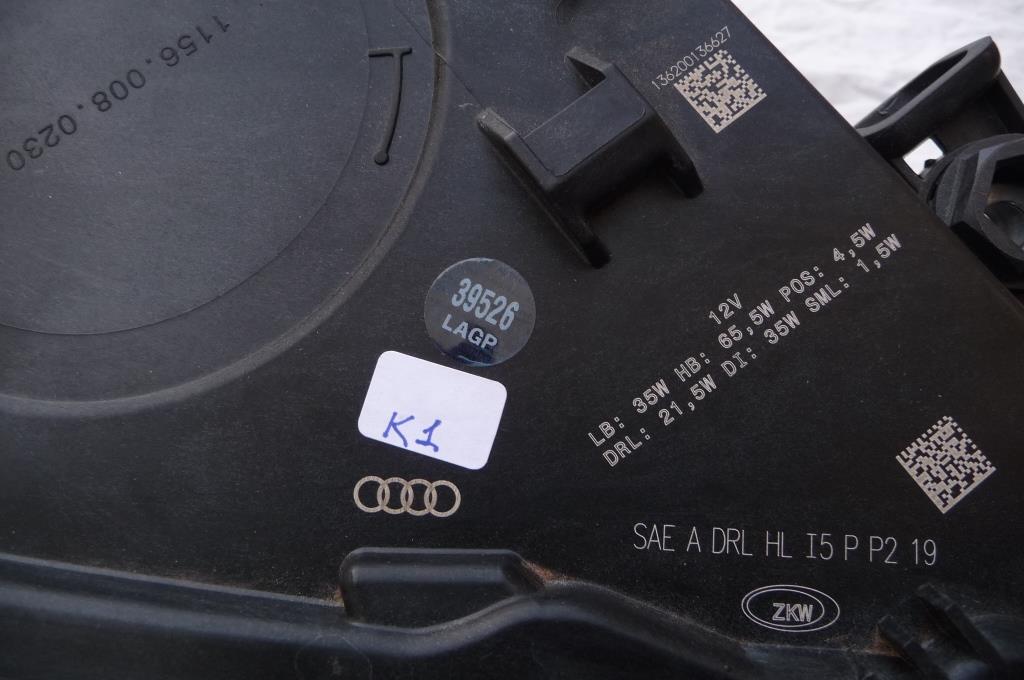 1156.008.0230
136200136627
39526
LAGP
K1
12V
LB: 35W HB: 65,5W POS: 4,5W
DRL: 21,5W DI: 35W SML: 1,5W
SAE A DRL HL I5 P P2 19
ZKW